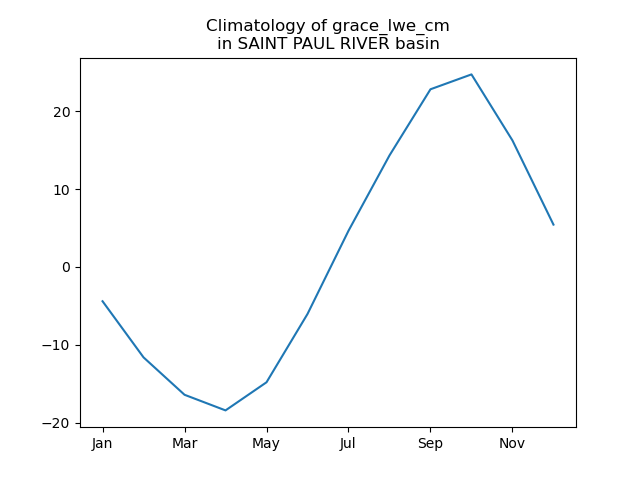 Climatology of grace_lwe_cm
in SAINT PAUL RIVER basin
20
10
0
−10
−20
Jan Mar May Jul Sep Nov